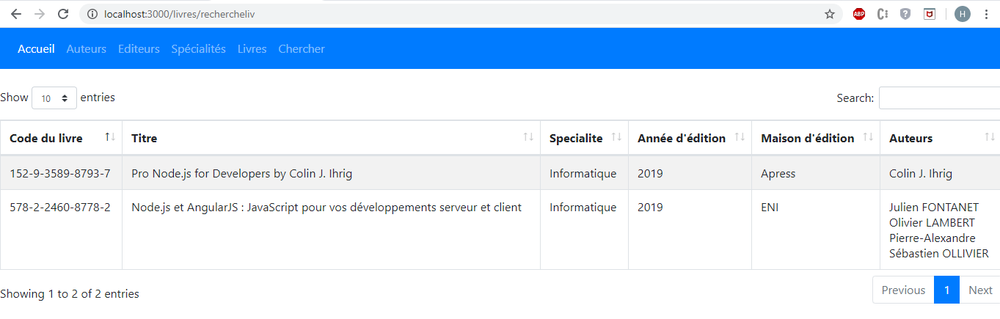 localhost:3000/livres/rechercheliv
ABP
H
Accueil Auteurs Editeurs Spécialités Livres Chercher
Show 10 entries
Search:
Code du livre Titre Specialite Année d'édition Maison d'édition Auteurs
152-9-3589-8793-7 Pro Node.js for Developers by Colin J. Ihrig Informatique 2019 Apress Colin J. Ihrig
578-2-2460-8778-2 Node.js et AngularJS : JavaScript pour vos développements serveur et client Informatique 2019 ENI Julien FONTANET
Olivier LAMBERT
Pierre-Alexandre
Sébastien OLLIVIER
Showing 1 to 2 of 2 entries
Previous 1 Next